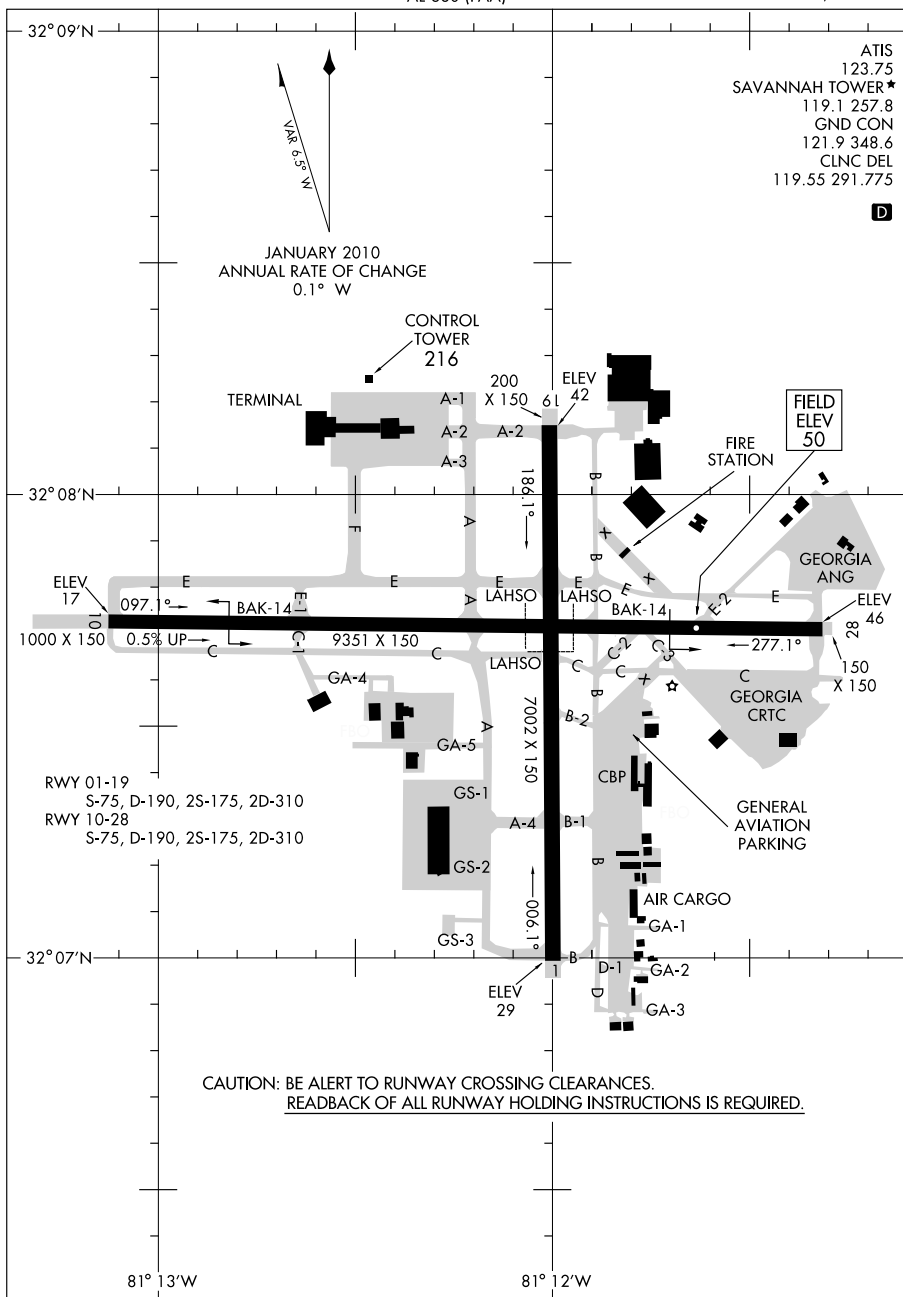 AL-356 (FAA)
32° 09'N
ATIS
123.75
SAVANNAH TOWER★
119.1 257.8
GND CON
121.9 348.6
CLNC DEL
119.55 291.775
D
VAR 6.5° W
JANUARY 2010
ANNUAL RATE OF CHANGE
0.1° W
CONTROL
TOWER
216
TERMINAL
200
X 150
19
ELEV
42
A-1
A-2
A-2
A-3
FIELD
ELEV
50
FIRE
STATION
32° 08'N
186.1°
B
A
F
X
B
X
GEORGIA
ANG
ELEV
17
E
E
E
E
E
E-2
E
097.1°
BAK-14
E-1
A
LAHSO
LAHSO
BAK-14
ELEV
46
10
28
1000 X 150
0.5% UP
9351 X 150
C-1
C
C
LAHSO
C
C-2
C
C-3
277.1°
C
150
X 150
GA-4
X
GEORGIA
CRTC
B
B-2
A
7002 X 150
GA-5
CBP
RWY 01-19
S-75, D-190, 2S-175, 2D-310
RWY 10-28
S-75, D-190, 2S-175, 2D-310
GS-1
A-4
B-1
GENERAL
AVIATION
PARKING
GS-2
B
006.1°
AIR CARGO
GA-1
GS-3
32° 07'N
B
D-1
GA-2
1
ELEV
29
D
GA-3
CAUTION: BE ALERT TO RUNWAY CROSSING CLEARANCES.
READBACK OF ALL RUNWAY HOLDING INSTRUCTIONS IS REQUIRED.
81° 13'W
81° 12'W